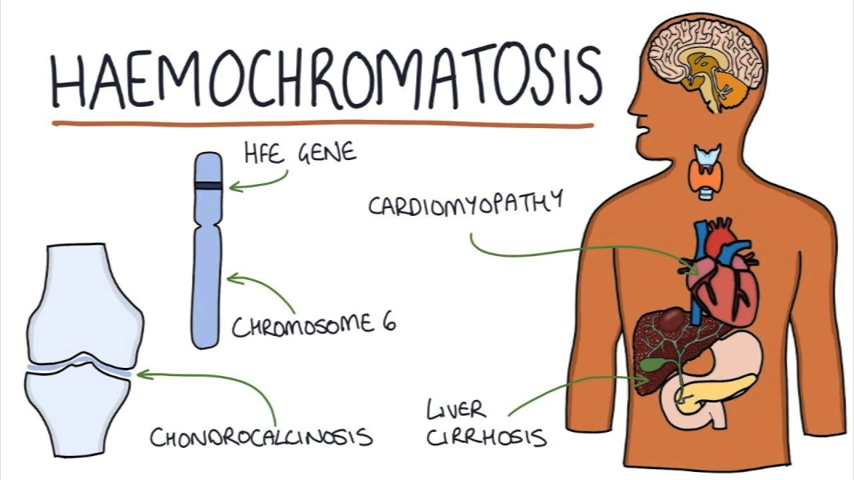 HAEMOCHROMATOSIS
HFE GENE
CARDIOMYOPATHY
CHROMOSOME 6
CHONDROCALCINOSIS
LIVER
CIRRHOSIS